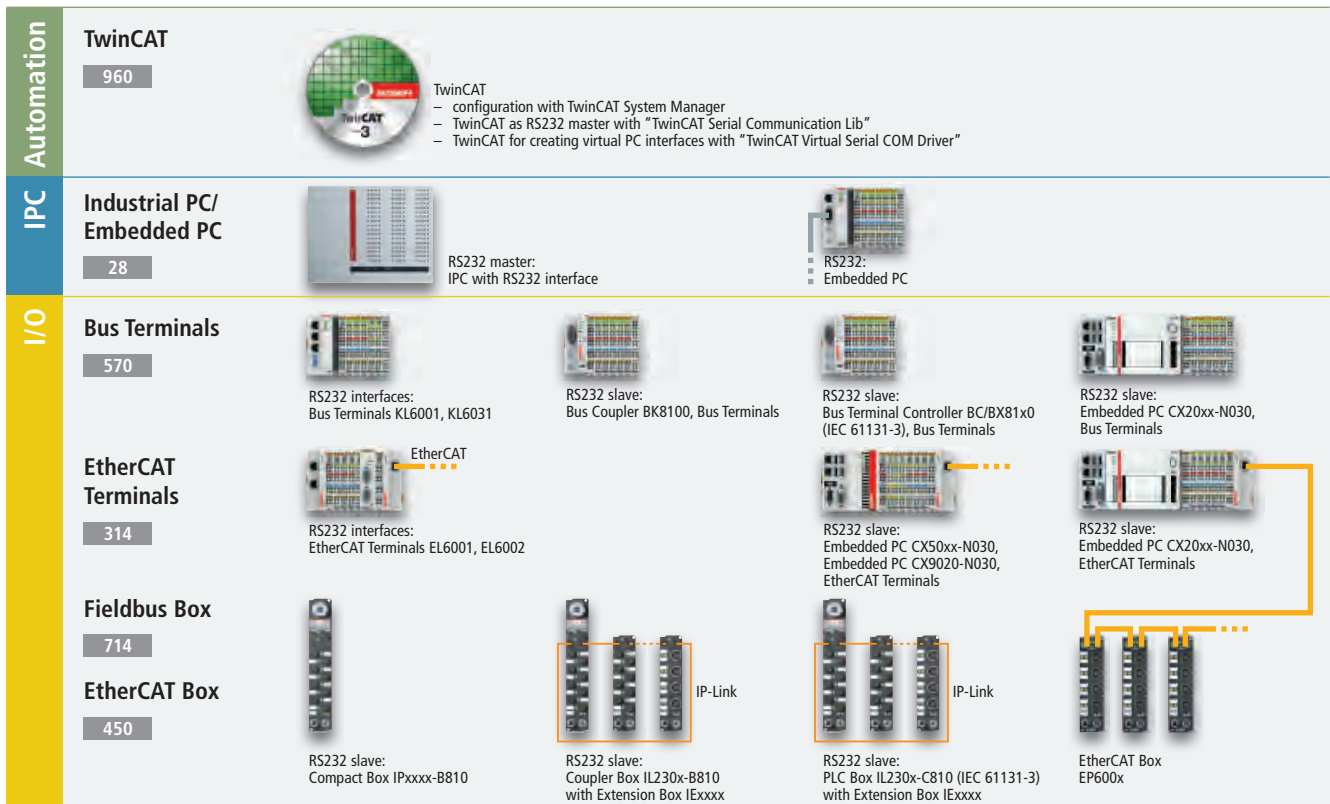 Automation
TwinCAT
960
BECKHOFF
TwinCAT
3
TwinCAT
– configuration with TwinCAT System Manager
– TwinCAT as RS232 master with “TwinCAT Serial Communication Lib”
– TwinCAT for creating virtual PC interfaces with “TwinCAT Virtual Serial COM Driver”
IPC
Industrial PC/
Embedded PC
28
RS232 master:
IPC with RS232 interface
RS232:
Embedded PC
I/O
Bus Terminals
570
RS232 interfaces:
Bus Terminals KL6001, KL6031
RS232 slave:
Bus Coupler BK8100, Bus Terminals
RS232 slave:
Bus Terminal Controller BC/BX81x0
(IEC 61131-3), Bus Terminals
RS232 slave:
Embedded PC CX20xx-N030,
Bus Terminals
EtherCAT
Terminals
314
EtherCAT
RS232 interfaces:
EtherCAT Terminals EL6001, EL6002
RS232 slave:
Embedded PC CX50xx-N030,
Embedded PC CX9020-N030,
EtherCAT Terminals
RS232 slave:
Embedded PC CX20xx-N030,
EtherCAT Terminals
Fieldbus Box
714
EtherCAT Box
450
RS232 slave:
Compact Box IPxxxx-B810
IP-Link
RS232 slave:
Coupler Box IL230x-B810
with Extension Box IExxxx
IP-Link
RS232 slave:
PLC Box IL230x-C810 (IEC 61131-3)
with Extension Box IExxxx
EtherCAT Box
EP600x